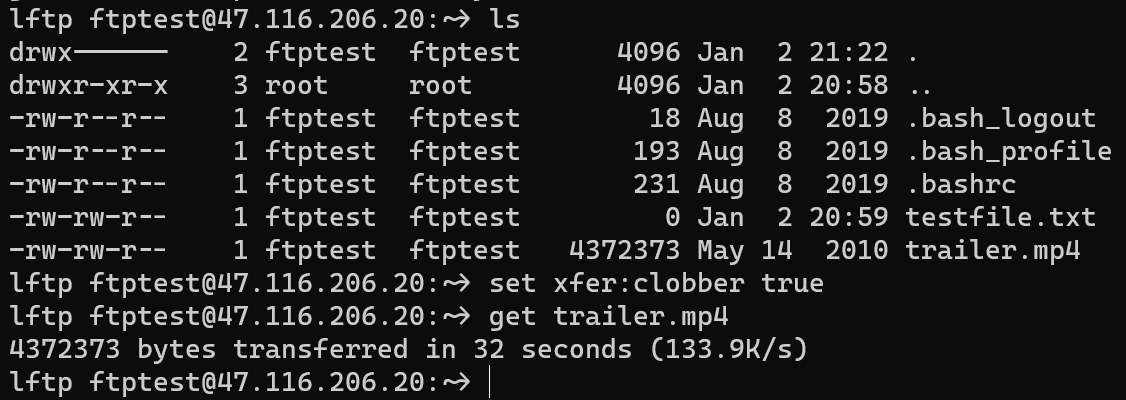 lftp ftptest@47.116.206.20:~> ls
drwx------    2 ftptest  ftptest      4096 Jan  2 21:22 .
drwxr-xr-x    3 root     root         4096 Jan  2 20:58 ..
-rw-r--r--    1 ftptest  ftptest        18 Aug  8  2019 .bash_logout
-rw-r--r--    1 ftptest  ftptest       193 Aug  8  2019 .bash_profile
-rw-r--r--    1 ftptest  ftptest       231 Aug  8  2019 .bashrc
-rw-rw-r--    1 ftptest  ftptest         0 Jan  2 20:59 testfile.txt
-rw-rw-r--    1 ftptest  ftptest   4372373 May 14  2010 trailer.mp4
lftp ftptest@47.116.206.20:~> set xfer:clobber true
lftp ftptest@47.116.206.20:~> get trailer.mp4
4372373 bytes transferred in 32 seconds (133.9K/s)
lftp ftptest@47.116.206.20:~>